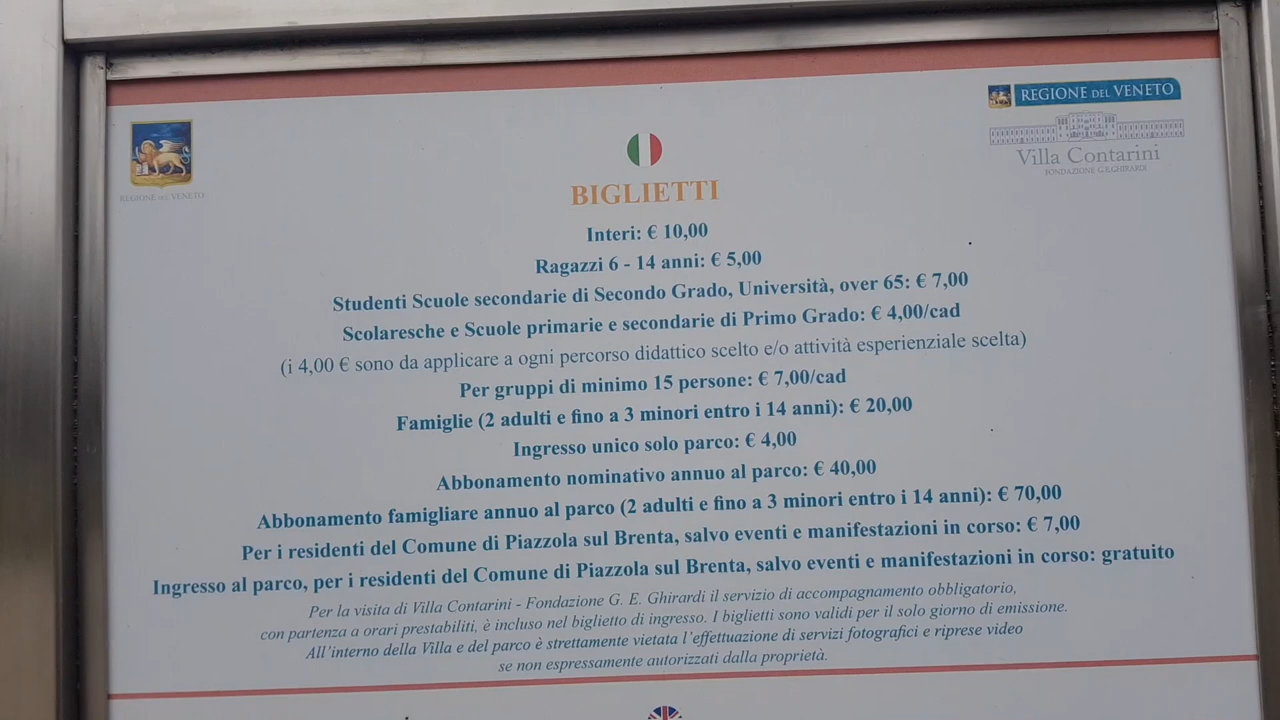 REGIONE DEL VENETO
REGIONE DEL VENETO
Villa Contarini
FONDAZIONE G.E.GHIRARDI
BIGLIETTI
Interi: € 10,00
Ragazzi 6 - 14 anni: € 5,00
Studenti Scuole secondarie di Secondo Grado, Università, over 65: € 7,00
Scolaresche e Scuole primarie e secondarie di Primo Grado: € 4,00/cad
(i 4,00 € sono da applicare a ogni percorso didattico scelto e/o attività esperienziale scelta)
Per gruppi di minimo 15 persone: € 7,00/cad
Famiglie (2 adulti e fino a 3 minori entro i 14 anni): € 20,00
Ingresso unico solo parco: € 4,00
Abbonamento nominativo annuo al parco: € 40,00
Abbonamento famigliare annuo al parco (2 adulti e fino a 3 minori entro i 14 anni): € 70,00
Per i residenti del Comune di Piazzola sul Brenta, salvo eventi e manifestazioni in corso: € 7,00
Ingresso al parco, per i residenti del Comune di Piazzola sul Brenta, salvo eventi e manifestazioni in corso: gratuito
Per la visita di Villa Contarini - Fondazione G. E. Ghirardi il servizio di accompagnamento obbligatorio,
con partenza a orari prestabiliti, è incluso nel biglietto di ingresso. I biglietti sono validi per il solo giorno di emissione.
All'interno della Villa e del parco è strettamente vietata l'effettuazione di servizi fotografici e riprese video
se non espressamente autorizzati dalla proprietà.